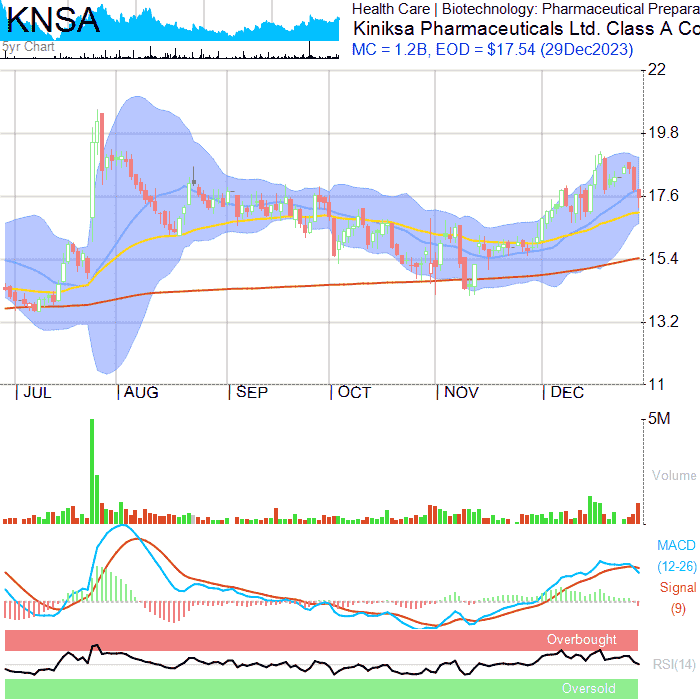 KNSA
Health Care | Biotechnology: Pharmaceutical Prepara
Kiniksa Pharmaceuticals Ltd. Class A Co
MC = 1.2B, EOD = $17.54 (29Dec2023)
5yr Chart
22
19.8
17.6
15.4
13.2
11
| JUL | AUG | SEP | OCT | NOV | DEC
5M
Volume
MACD
(12-26)
Signal
(9)
Overbought
RSI(14)
Oversold